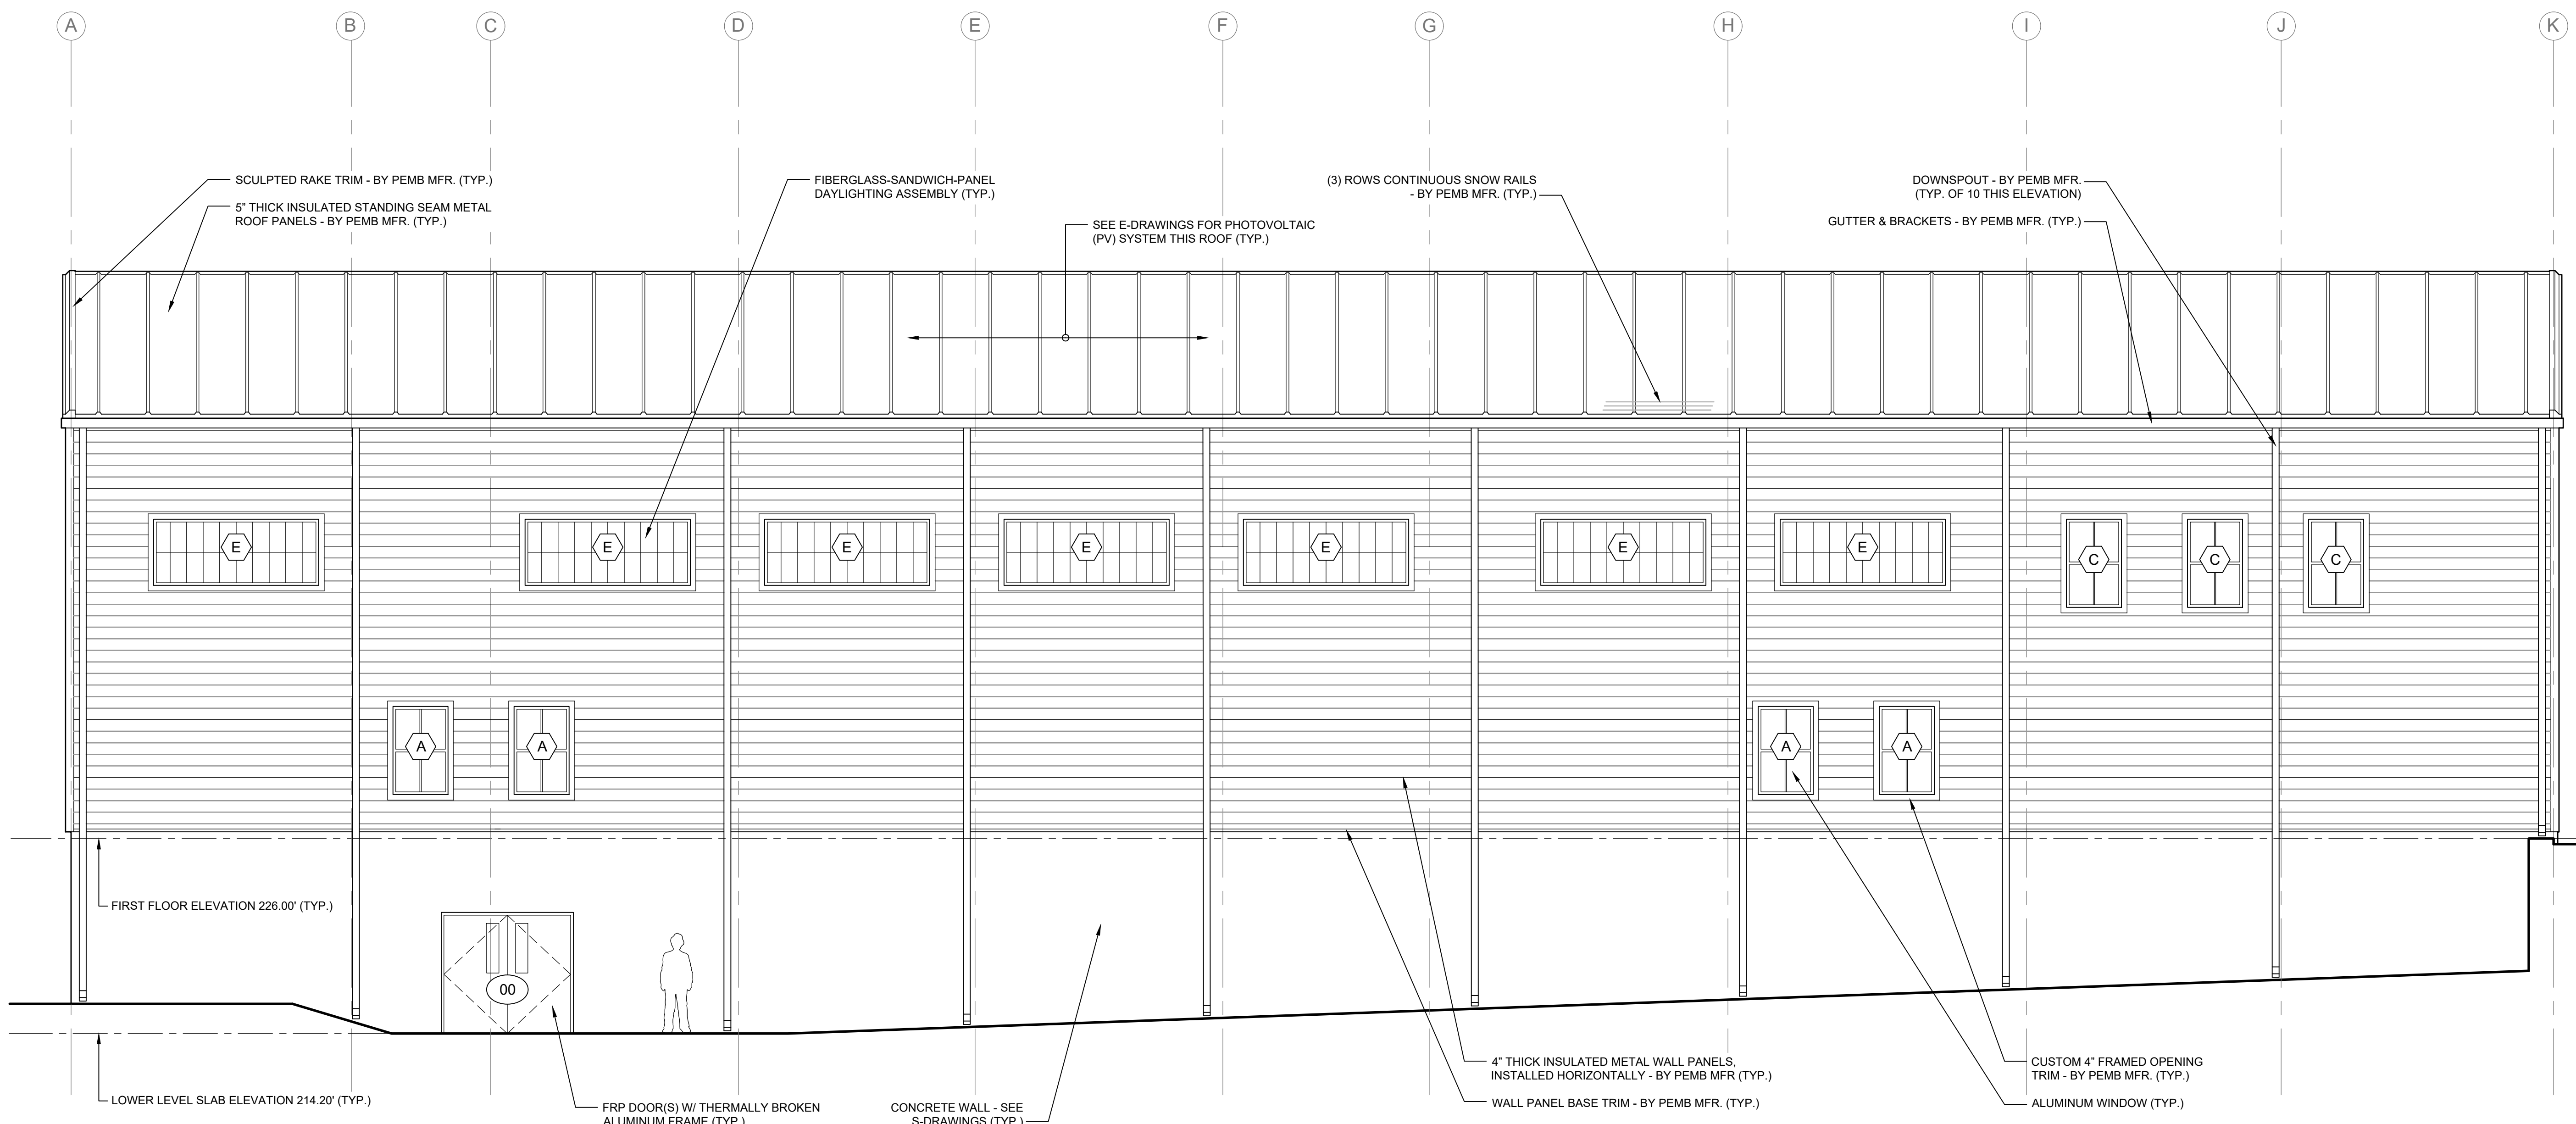 A B C D E F G H I J K
SCULPTED RAKE TRIM - BY PEMB MFR. (TYP.)
5" THICK INSULATED STANDING SEAM METAL
ROOF PANELS - BY PEMB MFR. (TYP.)
FIBERGLASS-SANDWICH-PANEL
DAYLIGHTING ASSEMBLY (TYP.)
SEE E-DRAWINGS FOR PHOTOVOLTAIC
(PV) SYSTEM THIS ROOF (TYP.)
(3) ROWS CONTINUOUS SNOW RAILS
- BY PEMB MFR. (TYP.)
DOWNSPOUT - BY PEMB MFR.
(TYP. OF 10 THIS ELEVATION)
GUTTER & BRACKETS - BY PEMB MFR. (TYP.)
E E E E E E E C C C
A A A A
FIRST FLOOR ELEVATION 226.00' (TYP.)
00
LOWER LEVEL SLAB ELEVATION 214.20' (TYP.)
FRP DOOR(S) W/ THERMALLY BROKEN
ALUMINUM FRAME (TYP.)
CONCRETE WALL - SEE
S-DRAWINGS (TYP.)
4" THICK INSULATED METAL WALL PANELS,
INSTALLED HORIZONTALLY - BY PEMB MFR (TYP.)
WALL PANEL BASE TRIM - BY PEMB MFR. (TYP.)
CUSTOM 4" FRAMED OPENING
TRIM - BY PEMB MFR. (TYP.)
ALUMINUM WINDOW (TYP.)